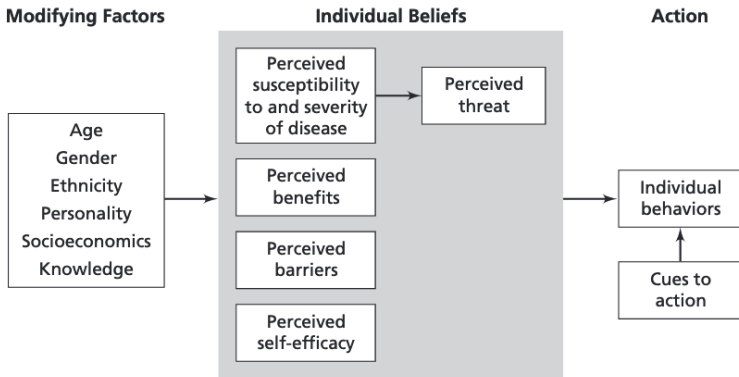 Modifying Factors
Individual Beliefs
Action
Age
Gender
Ethnicity
Personality
Socioeconomics
Knowledge
Perceived
susceptibility
to and severity
of disease
Perceived
threat
Perceived
benefits
Perceived
barriers
Perceived
self-efficacy
Individual
behaviors
Cues to
action